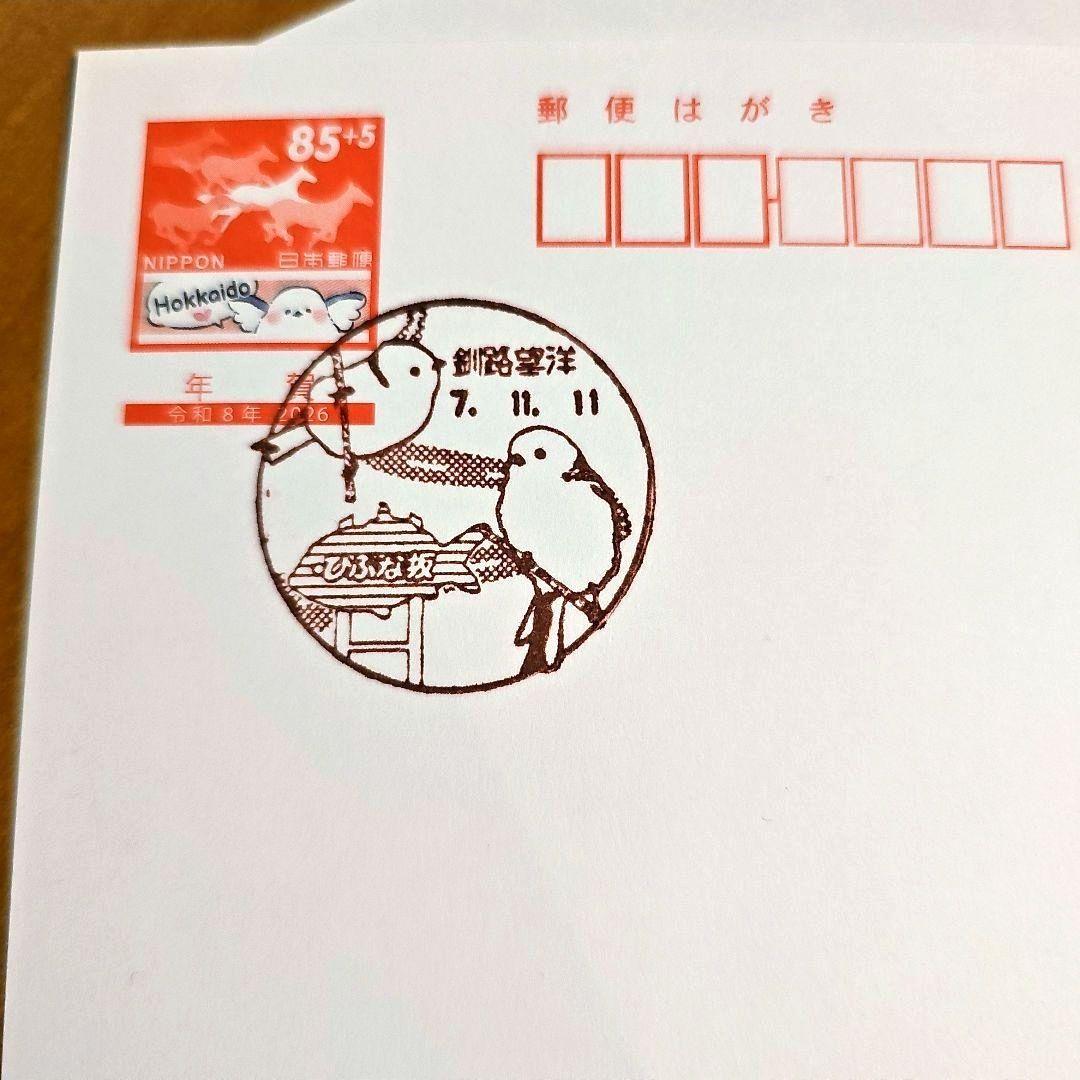 郵便はがき
85+5
NIPPON 日本郵便
Hokkaido
年賀
令和8年 2026
釧路望洋
7. 11. 11
ひぶな坂